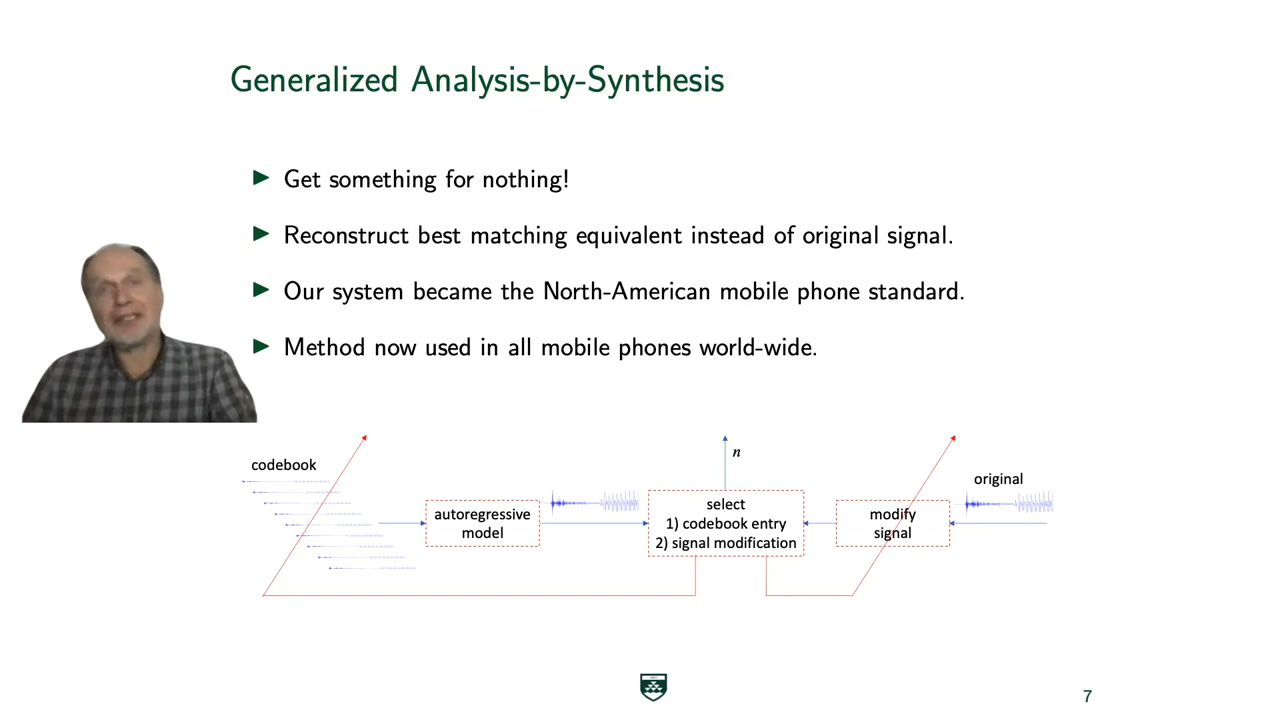 Generalized Analysis-by-Synthesis
Get something for nothing!
Reconstruct best matching equivalent instead of original signal.
Our system became the North-American mobile phone standard.
Method now used in all mobile phones world-wide.
codebook
autoregressive
model
n
select
1) codebook entry
2) signal modification
modify
signal
original
7